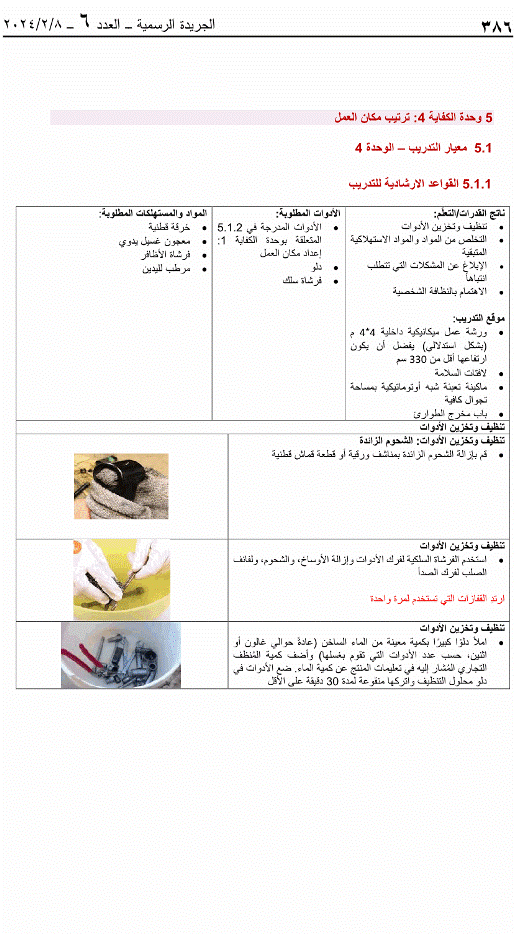 ٣٨٦
الجريدة الرسمية – العدد ٦ – ٢٠٢٤/٢/٨
5 وحدة الكفاية 4: ترتيب مكان العمل
5.1 معيار التدريب – الوحدة 4
5.1.1 القواعد الارشادية للتدريب
ناتج القدرات/التعلّم:
• تنظيف وتخزين الأدوات
• التخلص من المواد والمواد الاستهلاكية
المتبقية
• الإبلاغ عن المشكلات التي تتطلب
انتباهًا
• الاهتمام بالنظافة الشخصية
موقع التدريب:
• ورشة عمل ميكانيكية داخلية 4*4 م
(بشكل استدلالي) يفضل أن يكون
ارتفاعها أقل من 330 سم
• لافتات السلامة
• ماكينة تعبئة شبه أوتوماتيكية بمساحة
تجوال كافية
• باب مخرج الطوارئ
الأدوات المطلوبة:
• الأدوات المدرجة في 5.1.2
المتعلقة بوحدة الكفاية 1:
إعداد مكان العمل
• دلو
• فرشاة سلك
المواد والمستهلكات المطلوبة:
• خرقة قطنية
• معجون غسيل يدوي
• فرشاة الأظافر
• مرطب لليدين
تنظيف وتخزين الأدوات
تنظيف وتخزين الأدوات: الشحوم الزائدة
• قم بإزالة الشحوم الزائدة بمناشف ورقية أو قطعة قماش قطنية
تنظيف وتخزين الأدوات
• استخدم الفرشاة السلكية لفرك الأدوات وإزالة الأوساخ، والشحوم، ولفائف
الصلب لفرك الصدأ
ارتدِ القفازات التي تستخدم لمرة واحدة
تنظيف وتخزين الأدوات
• املأ دلوًا كبيرًا بكمية معينة من الماء الساخن (عادةً حوالي غالون أو
اثنين، حسب عدد الأدوات التي تقوم بغسلها) وأضف كمية المُنظف
التجاري المُشار إليه في تعليمات المنتج عن كمية الماء. ضع الأدوات في
دلو محلول التنظيف واتركها منقوعة لمدة 30 دقيقة على الأقل